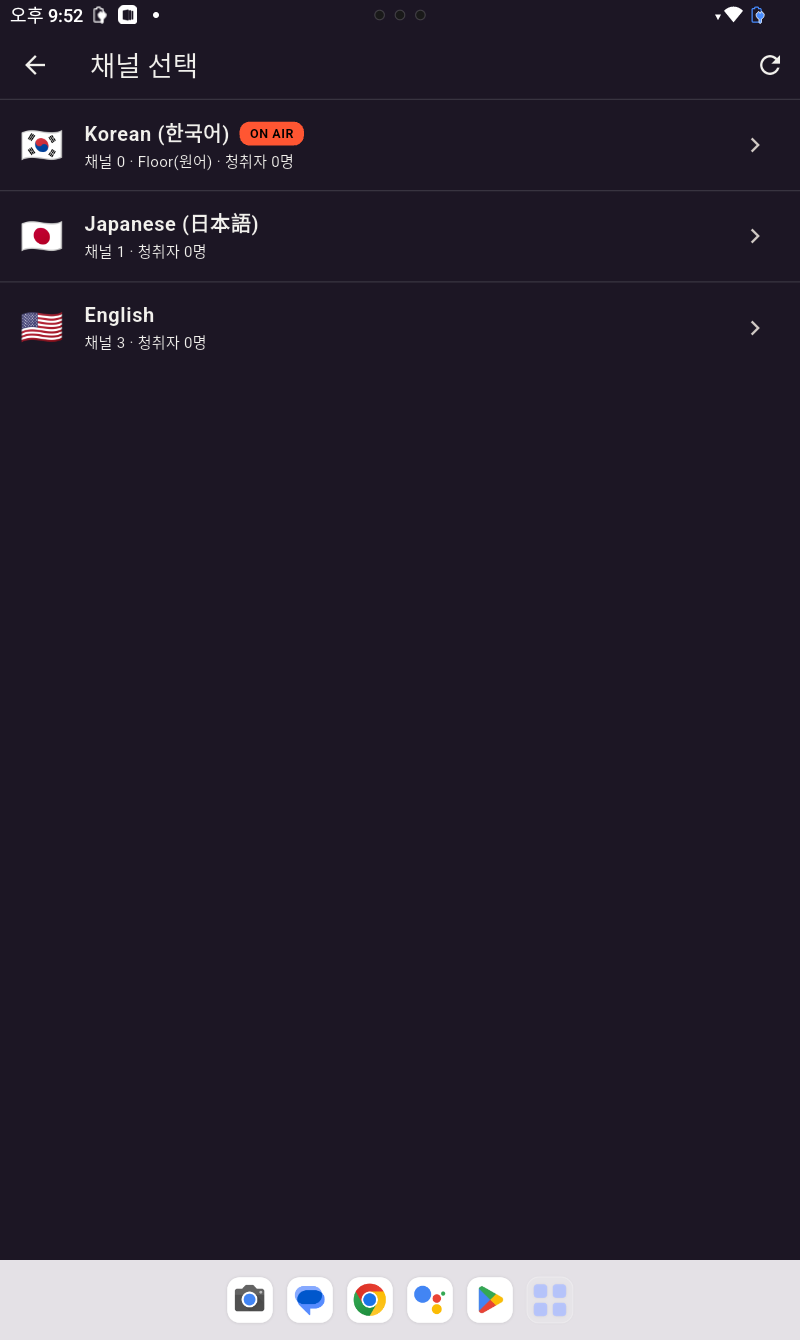 오후 9:52
채널 선택
Korean (한국어) ON AIR
채널 0 · Floor(원어) · 청취자 0명
Japanese (日本語)
채널 1 · 청취자 0명
English
채널 3 · 청취자 0명